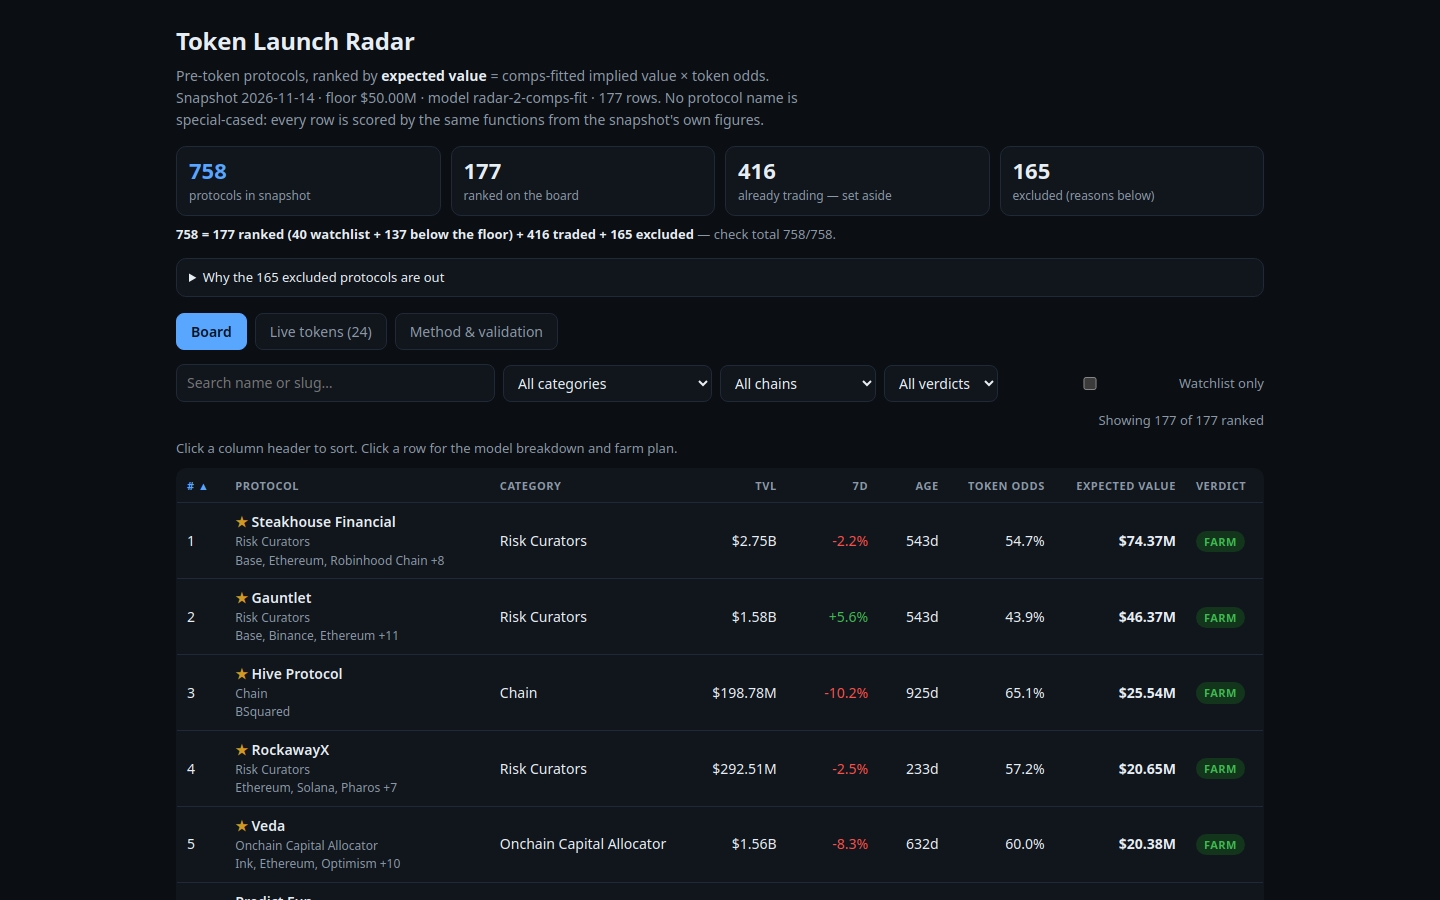 Token Launch Radar
Pre-token protocols, ranked by expected value = comps-fitted implied value × token odds.
Snapshot 2026-11-14 · floor $50.00M · model radar-2-comps-fit · 177 rows. No protocol name is
special-cased: every row is scored by the same functions from the snapshot's own figures.
758
protocols in snapshot
177
ranked on the board
416
already trading — set aside
165
excluded (reasons below)
758 = 177 ranked (40 watchlist + 137 below the floor) + 416 traded + 165 excluded — check total 758/758.
▶ Why the 165 excluded protocols are out
Board
Live tokens (24)
Method & validation
Search name or slug...
All categories
All chains
All verdicts
Watchlist only
Showing 177 of 177 ranked
Click a column header to sort. Click a row for the model breakdown and farm plan.
# ▲ PROTOCOL CATEGORY TVL 7D AGE TOKEN ODDS EXPECTED VALUE VERDICT
1 ★ Steakhouse Financial Risk Curators $2.75B -2.2% 543d 54.7% $74.37M FARM
Risk Curators
Base, Ethereum, Robinhood Chain +8
2 ★ Gauntlet Risk Curators $1.58B +5.6% 543d 43.9% $46.37M FARM
Risk Curators
Base, Binance, Ethereum +11
3 ★ Hive Protocol Chain $198.78M -10.2% 925d 65.1% $25.54M FARM
Chain
BSquared
4 ★ RockawayX Risk Curators $292.51M -2.5% 233d 57.2% $20.65M FARM
Risk Curators
Ethereum, Solana, Pharos +7
5 ★ Veda Onchain Capital Allocator $1.56B -8.3% 632d 60.0% $20.38M FARM
Onchain Capital Allocator
Ink, Ethereum, Optimism +10